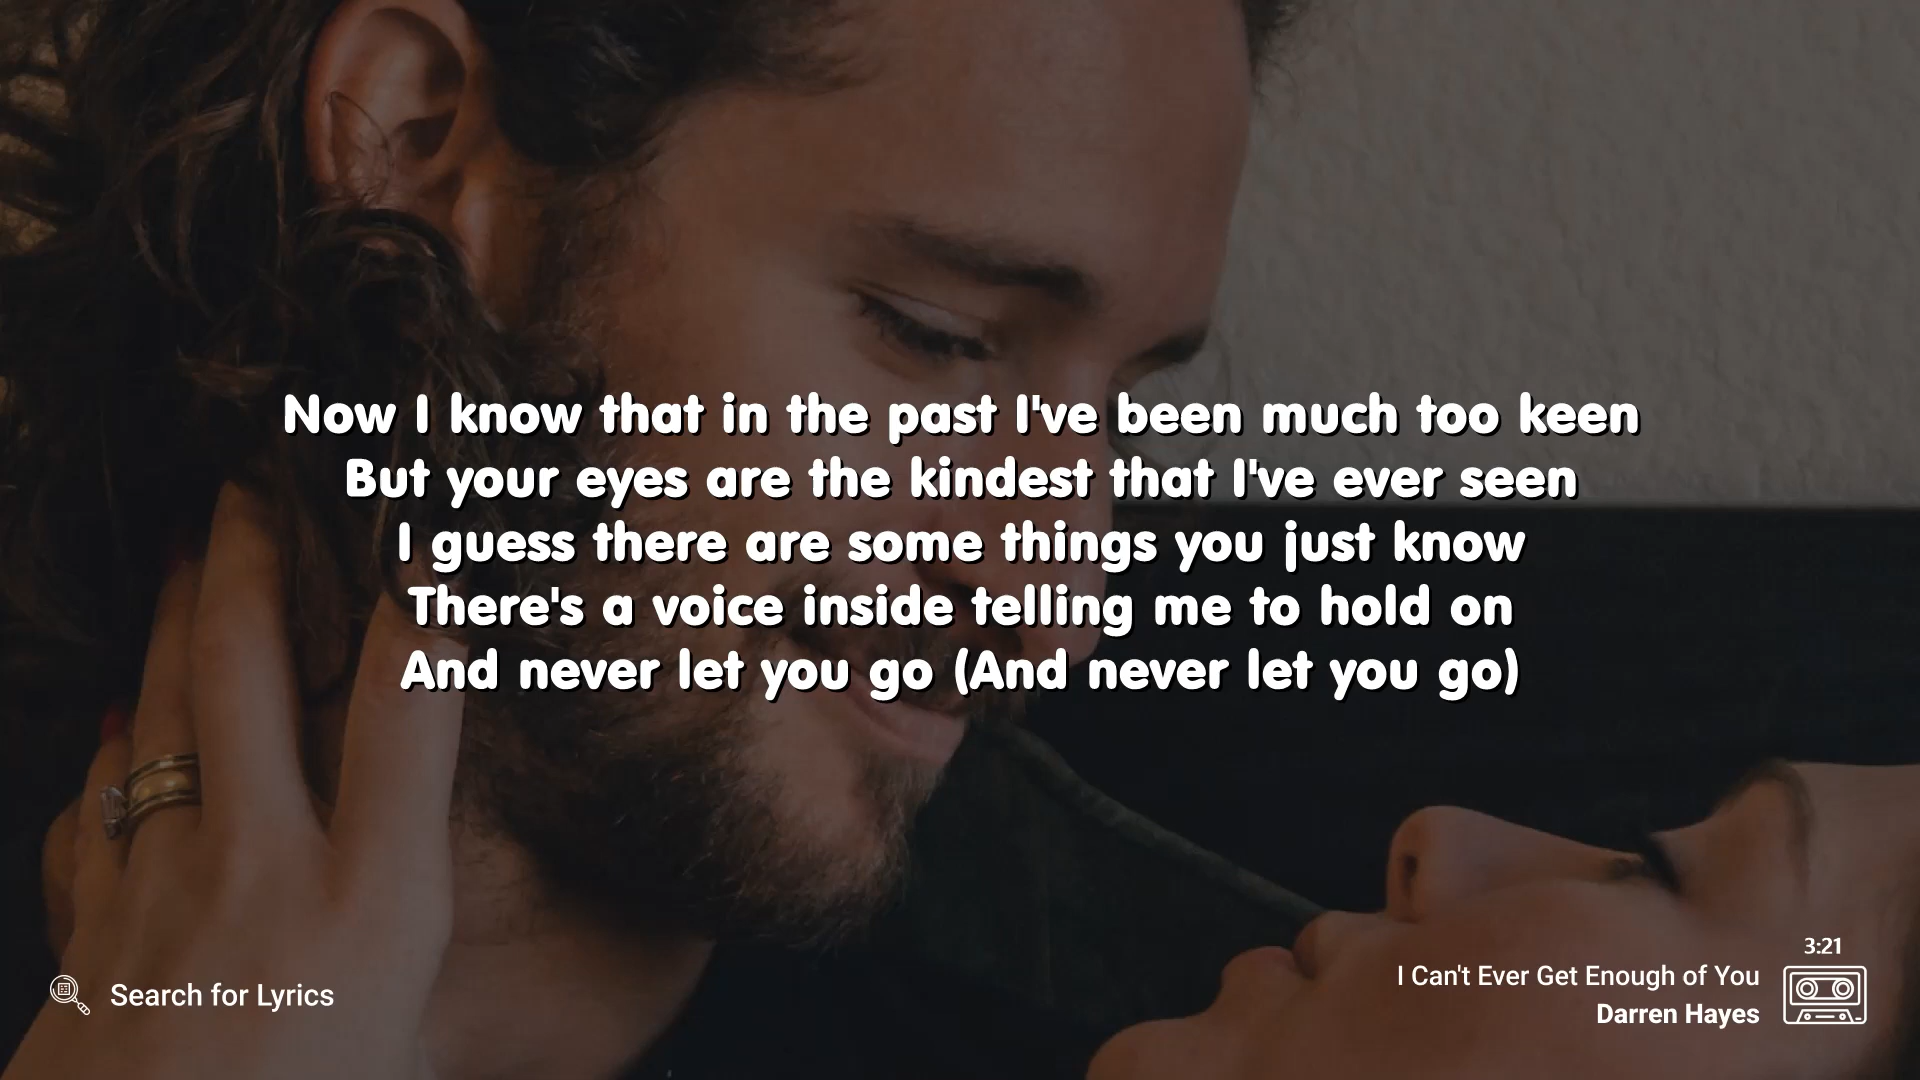 Now I know that in the past I've been much too keen
But your eyes are the kindest that I've ever seen
I guess there are some things you just know
There's a voice inside telling me to hold on
And never let you go (And never let you go)
3:21
I Can't Ever Get Enough of You
Search for Lyrics
Darren Hayes